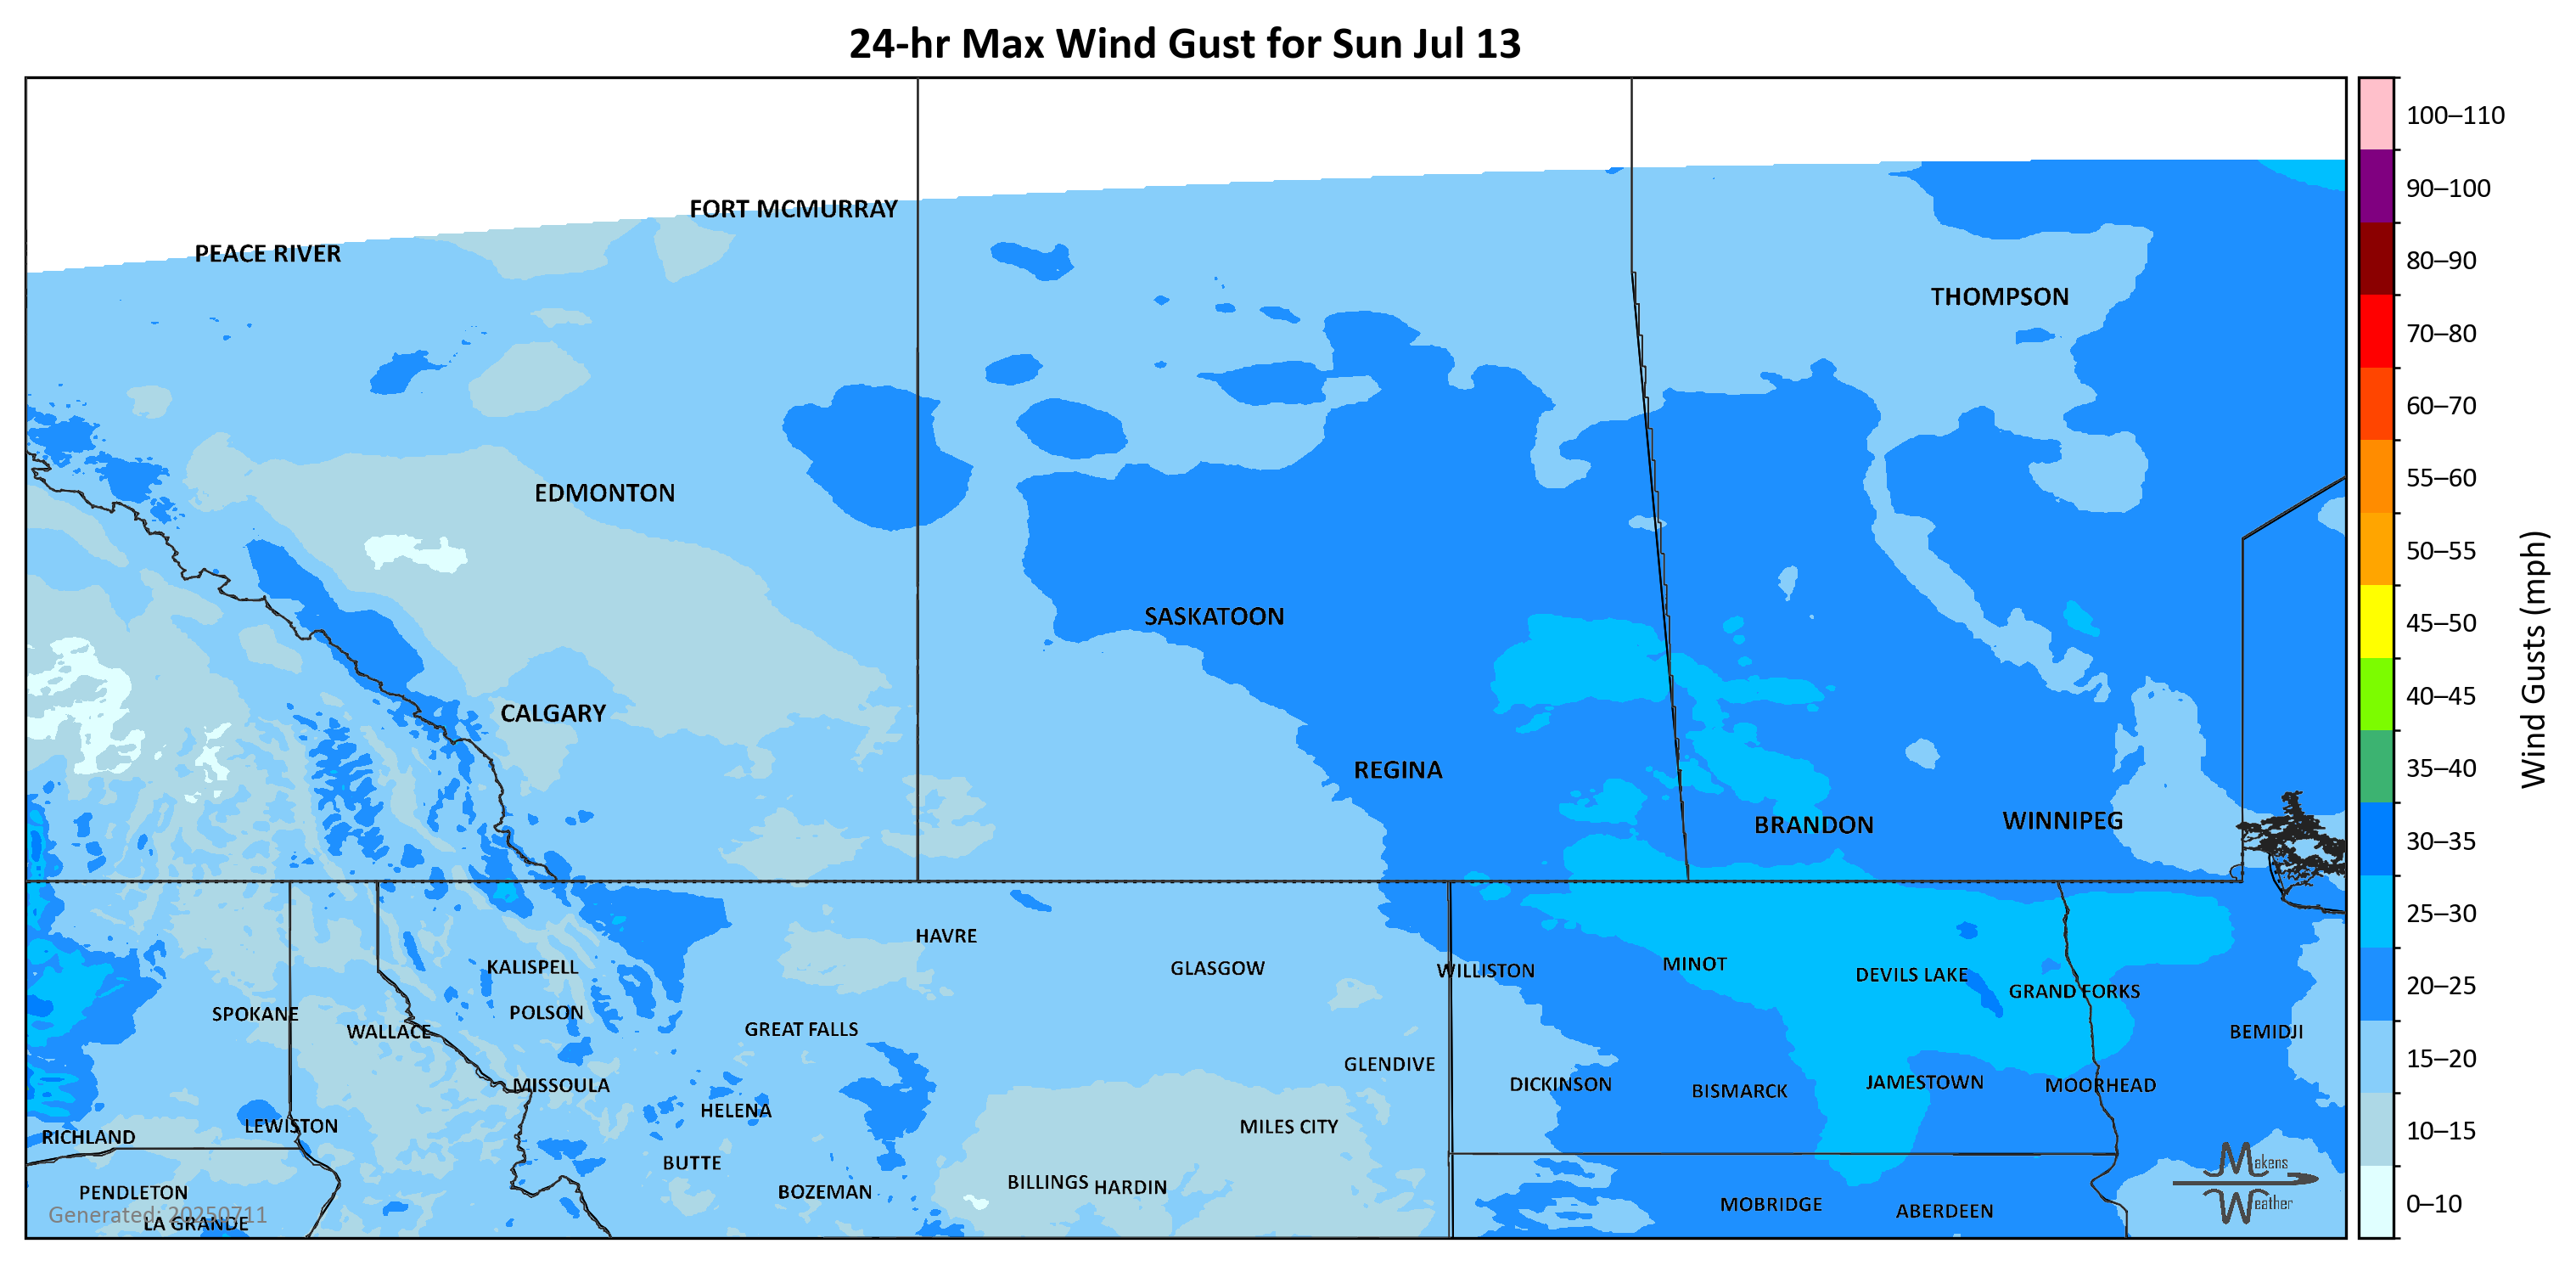 24-hr Max Wind Gust for Sun Jul 13
100–110
90–100
80–90
70–80
60–70
55–60
50–55
45–50
40–45
35–40
30–35
25–30
20–25
15–20
10–15
0–10
Wind Gusts (mph)
FORT MCMURRAY
PEACE RIVER
THOMPSON
EDMONTON
SASKATOON
CALGARY
REGINA
BRANDON
WINNIPEG
HAVRE
KALISPELL
GLASGOW
WILLISTON
MINOT
DEVILS LAKE
GRAND FORKS
SPOKANE
POLSON
WALLACE
GREAT FALLS
BEMIDJI
GLENDIVE
MISSOULA
DICKINSON
BISMARCK
JAMESTOWN
MOORHEAD
HELENA
LEWISTON
MILES CITY
RICHLAND
BUTTE
BILLINGS
HARDIN
PENDLETON
BOZEMAN
MOBRIDGE
ABERDEEN
Generated: 20250711
LA GRANDE
Makens
Weather